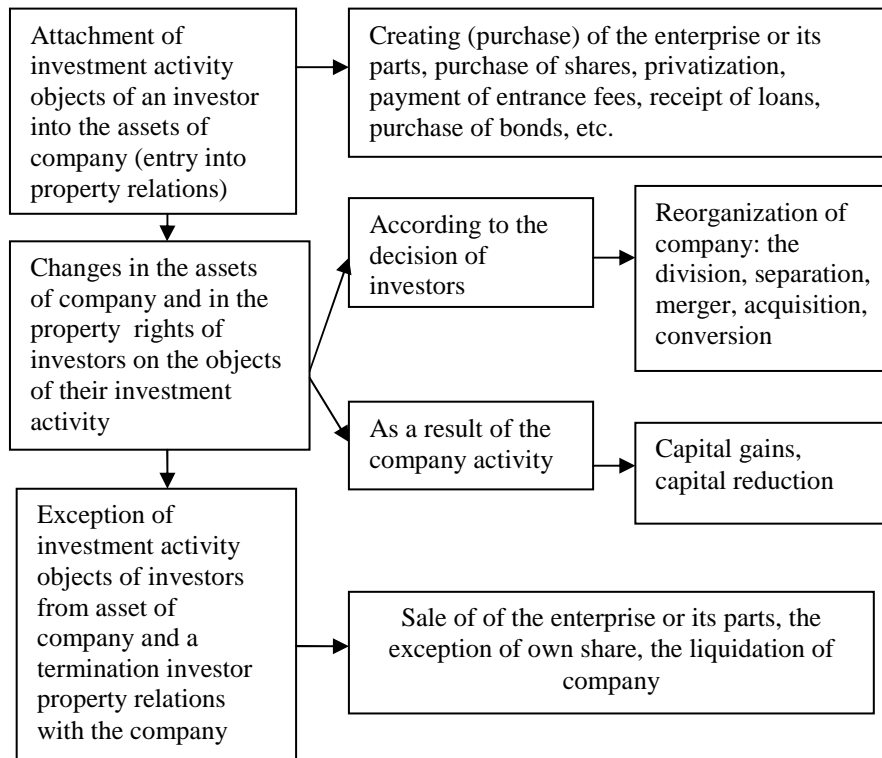 Attachment of
investment activity
objects of an investor
into the assets of
company (entry into
property relations)
Creating (purchase) of the enterprise or its
parts, purchase of shares, privatization,
payment of entrance fees, receipt of loans,
purchase of bonds, etc.
Changes in the assets
of company and in the
property rights of
investors on the objects
of their investment
activity
According to the
decision of
investors
Reorganization of
company: the
division, separation,
merger, acquisition,
conversion
As a result of the
company activity
Capital gains,
capital reduction
Exception of
investment activity
objects of investors
from asset of
company and a
termination investor
property relations
with the company
Sale of of the enterprise or its parts, the
exception of own share, the liquidation of
company